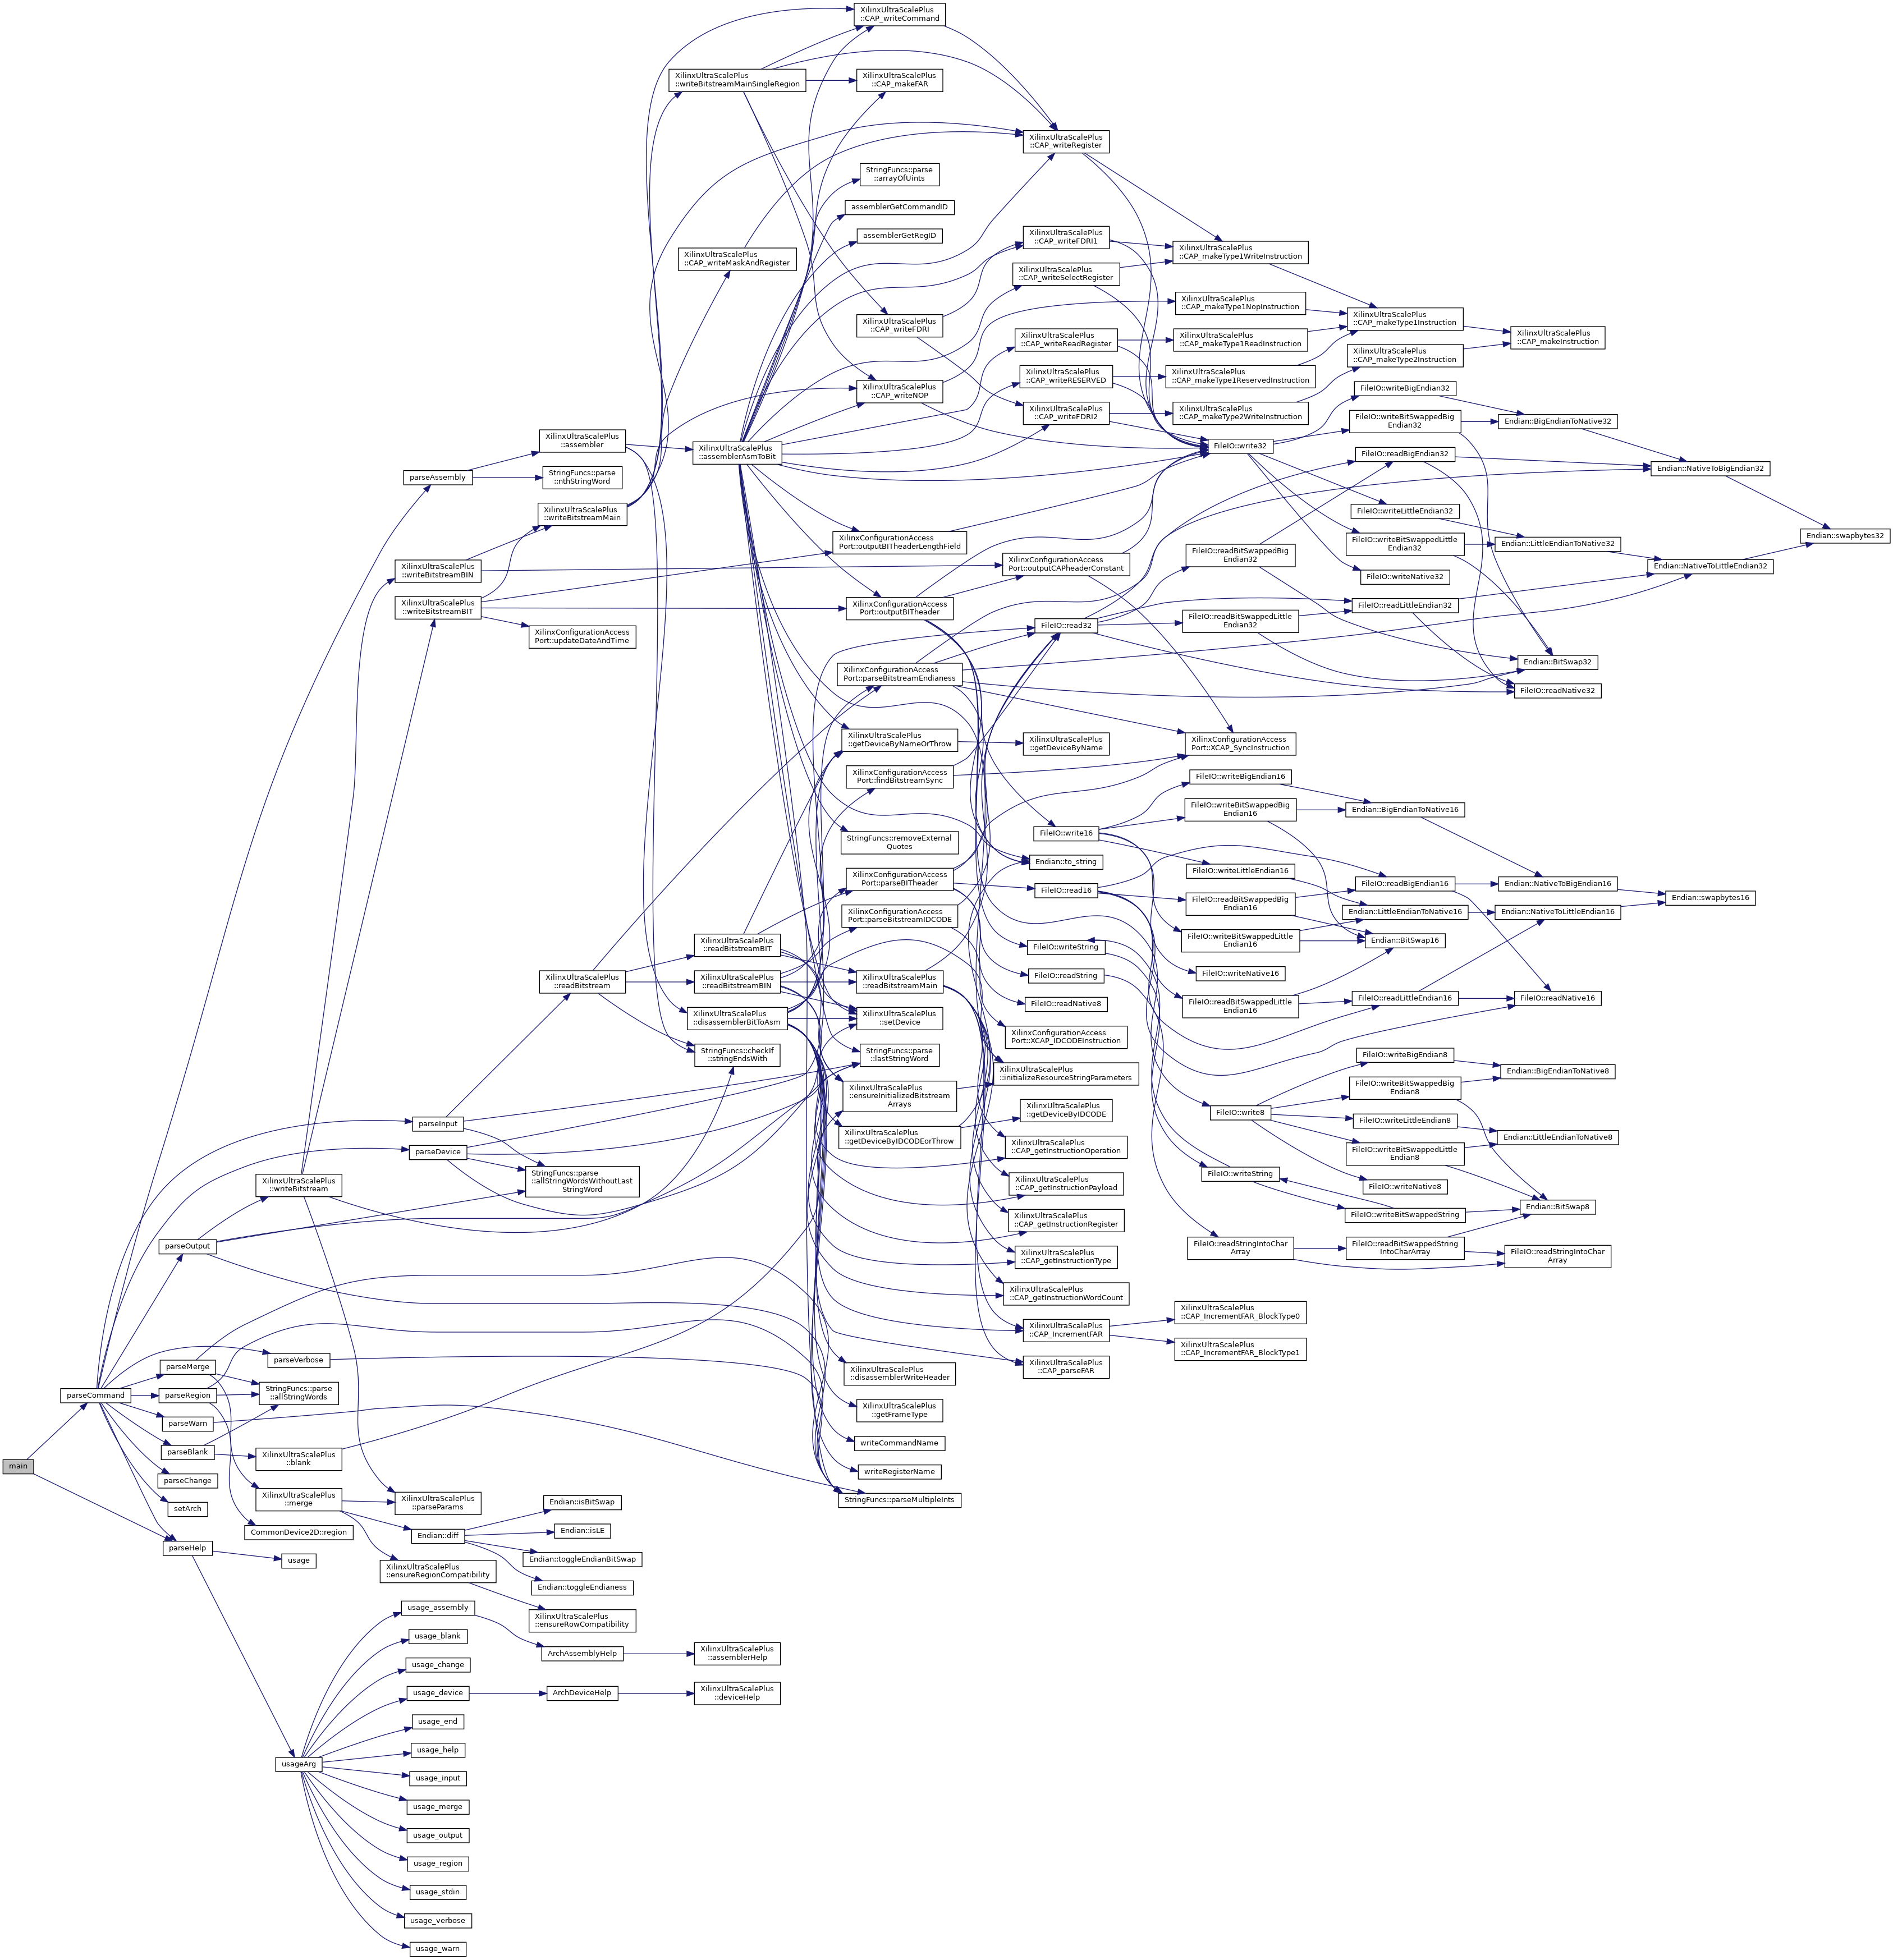 main
parseCommand
parseAssembly
XilinxUltraScalePlus
::assembler
StringFuncs::parse
::nthStringWord
XilinxUltraScalePlus
::writeBitstreamMain
XilinxUltraScalePlus
::writeBitstreamBIN
XilinxUltraScalePlus
::writeBitstreamBIT
XilinxConfigurationAccess
Port::updateDateAndTime
XilinxUltraScalePlus
::writeBitstreamMainSingleRegion
XilinxUltraScalePlus
::CAP_writeMaskAndRegister
XilinxUltraScalePlus
::assemblerAsmToBit
XilinxUltraScalePlus
::CAP_writeCommand
XilinxUltraScalePlus
::CAP_makeFAR
StringFuncs::parse
::arrayOfUints
assemblerGetCommandID
assemblerGetRegID
XilinxUltraScalePlus
::CAP_writeFDRI
XilinxUltraScalePlus
::CAP_writeNOP
XilinxConfigurationAccess
Port::outputBITheaderLengthField
XilinxConfigurationAccess
Port::outputBITheader
XilinxConfigurationAccess
Port::parseBitstreamEndianess
XilinxUltraScalePlus
::getDeviceByNameOrThrow
XilinxConfigurationAccess
Port::findBitstreamSync
StringFuncs::removeExternal
Quotes
XilinxConfigurationAccess
Port::parseBITheader
XilinxConfigurationAccess
Port::parseBitstreamIDCODE
XilinxUltraScalePlus
::readBitstreamMain
XilinxUltraScalePlus
::setDevice
StringFuncs::parse
::lastStringWord
XilinxUltraScalePlus
::ensureInitializedBitstream
Arrays
XilinxUltraScalePlus
::getDeviceByIDCODEorThrow
XilinxUltraScalePlus
::disassemblerWriteHeader
XilinxUltraScalePlus
::getFrameType
writeCommandName
writeRegisterName
StringFuncs::parseMultipleInts
XilinxUltraScalePlus
::readBitstream
XilinxUltraScalePlus
::readBitstreamBIT
XilinxUltraScalePlus
::readBitstreamBIN
XilinxUltraScalePlus
::disassemblerBitToAsm
StringFuncs::checkIf
::stringEndsWith
parseInput
parseDevice
StringFuncs::parse
::allStringWordsWithoutLast
StringWord
XilinxUltraScalePlus
::writeBitstream
parseOutput
parseVerbose
parseMerge
parseRegion
StringFuncs::parse
::allStringWords
parseWarn
parseBlank
XilinxUltraScalePlus
::blank
parseChange
XilinxUltraScalePlus
::merge
setArch
CommonDevice2D::region
parseHelp
usage
XilinxUltraScalePlus
::parseParams
Endian::diff
XilinxUltraScalePlus
::ensureRegionCompatibility
Endian::isBitSwap
Endian::isLE
Endian::toggleEndianBitSwap
Endian::toggleEndianess
XilinxUltraScalePlus
::ensureRowCompatibility
usageArg
usage_assembly
usage_blank
usage_change
usage_device
usage_end
usage_help
usage_input
usage_merge
usage_output
usage_region
usage_stdin
usage_verbose
usage_warn
ArchAssemblyHelp
XilinxUltraScalePlus
::assemblerHelp
ArchDeviceHelp
XilinxUltraScalePlus
::deviceHelp
XilinxUltraScalePlus
::CAP_writeRegister
XilinxUltraScalePlus
::CAP_writeFDRI1
XilinxUltraScalePlus
::CAP_writeSelectRegister
XilinxUltraScalePlus
::CAP_writeReadRegister
XilinxUltraScalePlus
::CAP_writeRESERVED
XilinxUltraScalePlus
::CAP_writeFDRI2
XilinxConfigurationAccess
Port::outputCAPheaderConstant
FileIO::read32
XilinxUltraScalePlus
::getDeviceByName
FileIO::write16
Endian::to_string
FileIO::read16
FileIO::writeString
FileIO::readString
FileIO::readNative8
XilinxConfigurationAccess
Port::XCAP_IDCODEInstruction
XilinxUltraScalePlus
::initializeResourceStringParameters
XilinxUltraScalePlus
::getDeviceByIDCODE
XilinxUltraScalePlus
::CAP_getInstructionOperation
XilinxUltraScalePlus
::CAP_getInstructionPayload
XilinxUltraScalePlus
::CAP_getInstructionRegister
XilinxUltraScalePlus
::CAP_getInstructionType
XilinxUltraScalePlus
::CAP_getInstructionWordCount
XilinxUltraScalePlus
::CAP_IncrementFAR
XilinxUltraScalePlus
::CAP_parseFAR
XilinxUltraScalePlus
::CAP_makeType1WriteInstruction
XilinxUltraScalePlus
::CAP_makeType1NopInstruction
XilinxUltraScalePlus
::CAP_makeType1ReadInstruction
XilinxUltraScalePlus
::CAP_makeType1ReservedInstruction
XilinxUltraScalePlus
::CAP_makeType2WriteInstruction
FileIO::write32
FileIO::readBitSwappedBig
Endian32
FileIO::readBitSwappedLittle
Endian32
XilinxConfigurationAccess
Port::XCAP_SyncInstruction
FileIO::writeBigEndian16
FileIO::writeBitSwappedBig
Endian16
FileIO::writeLittleEndian16
FileIO::readBitSwappedBig
Endian16
FileIO::writeBitSwappedLittle
Endian16
FileIO::writeNative16
FileIO::readBitSwappedLittle
Endian16
FileIO::write8
FileIO::writeString
FileIO::readStringIntoChar
Array
XilinxUltraScalePlus
::CAP_IncrementFAR_BlockType0
XilinxUltraScalePlus
::CAP_IncrementFAR_BlockType1
XilinxUltraScalePlus
::CAP_makeType1Instruction
XilinxUltraScalePlus
::CAP_makeType2Instruction
XilinxUltraScalePlus
::CAP_makeInstruction
FileIO::writeBigEndian32
FileIO::writeBitSwappedBig
Endian32
FileIO::readBigEndian32
FileIO::writeLittleEndian32
FileIO::writeBitSwappedLittle
Endian32
FileIO::writeNative32
FileIO::readLittleEndian32
Endian::BigEndianToNative32
Endian::NativeToBigEndian32
Endian::LittleEndianToNative32
Endian::NativeToLittleEndian32
Endian::swapbytes32
Endian::BitSwap32
FileIO::readNative32
Endian::BigEndianToNative16
FileIO::readBigEndian16
Endian::LittleEndianToNative16
Endian::BitSwap16
FileIO::readLittleEndian16
Endian::NativeToBigEndian16
Endian::NativeToLittleEndian16
Endian::swapbytes16
FileIO::readNative16
FileIO::writeBigEndian8
FileIO::writeBitSwappedBig
Endian8
FileIO::writeLittleEndian8
FileIO::writeBitSwappedLittle
Endian8
FileIO::writeNative8
FileIO::writeBitSwappedString
FileIO::readBitSwappedString
IntoCharArray
Endian::BigEndianToNative8
Endian::LittleEndianToNative8
Endian::BitSwap8
FileIO::readStringIntoChar
Array